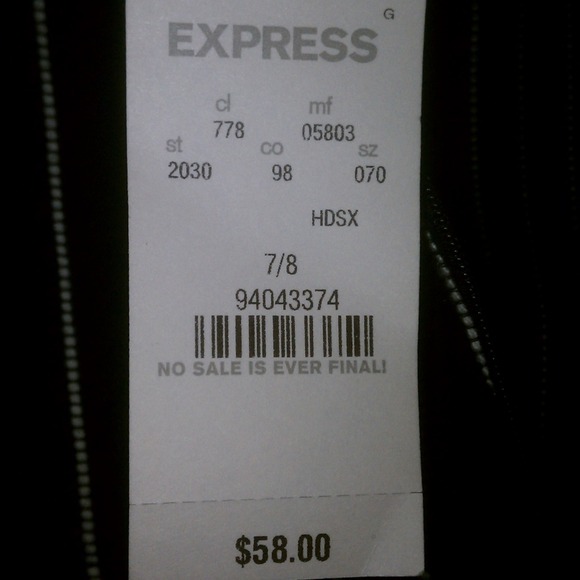 G
EXPRESS
cl mf
778 05803
st co sz
2030 98 070
HDSX
7/8
94043374
NO SALE IS EVER FINAL!
$58.00